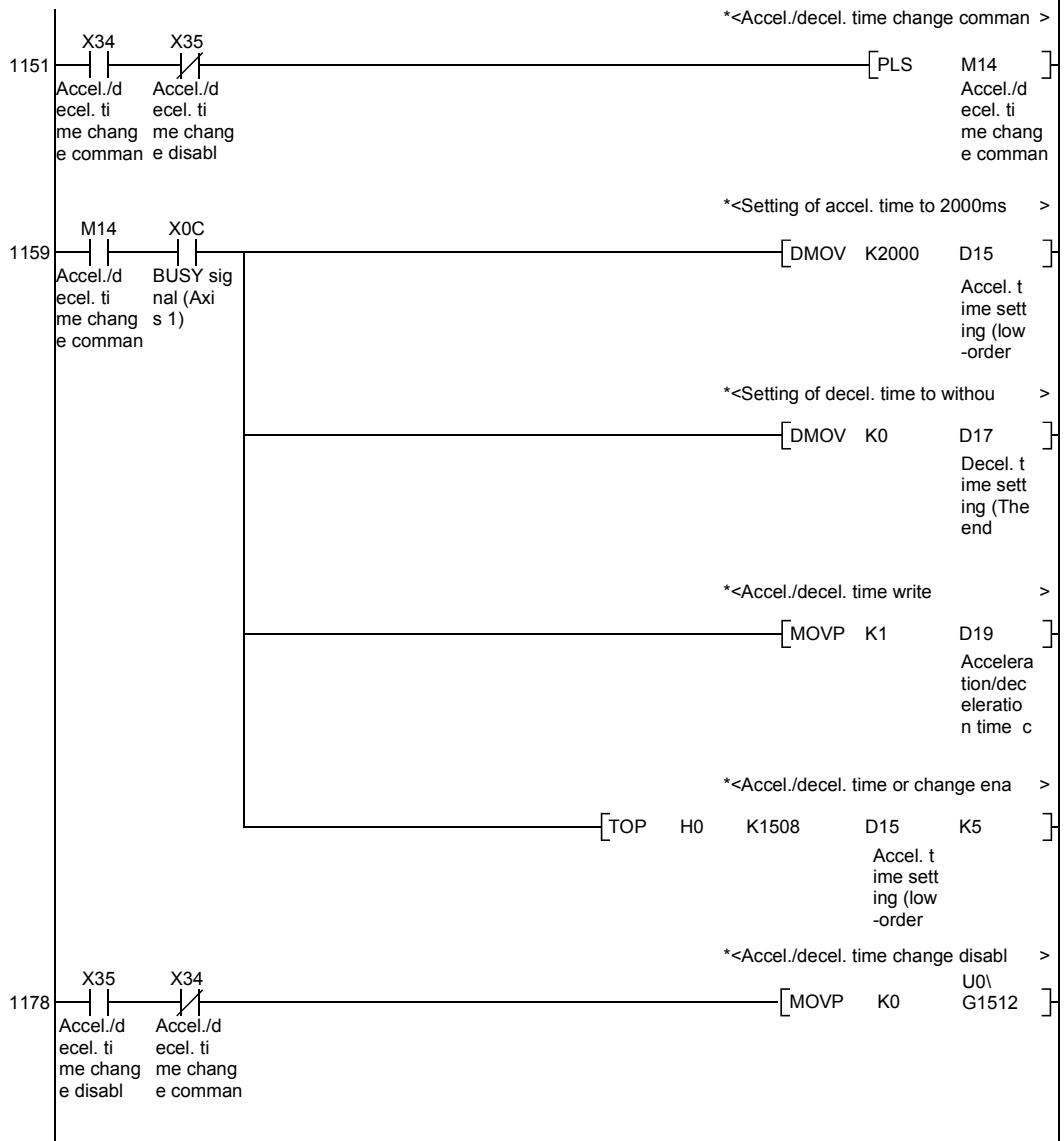 *<Accel./decel. time change comman >
X34 X35
1151 PLS M14
Accel./d Accel./d Accel./d
ecel. ti ecel. ti ecel. ti
me chang me chang me chang
e comman e disabl e comman
*<Setting of accel. time to 2000ms >
M14 X0C
1159 DMOV K2000 D15
Accel./d BUSY sig Accel. t
ecel. ti nal (Axi ime sett
me chang s 1) ing (low
e comman -order
*<Setting of decel. time to withou >
DMOV K0 D17
Decel. t
ime sett
ing (The
end
*<Accel./decel. time write >
MOVP K1 D19
Accelera
tion/dec
eleratio
n time c
*<Accel./decel. time or change ena >
TOP H0 K1508 D15 K5
Accel. t
ime sett
ing (low
-order
*<Accel./decel. time change disabl >
X35 X34 U0\
1178 MOVP K0 G1512
Accel./d Accel./d
ecel. ti ecel. ti
me chang me chang
e disabl e comman